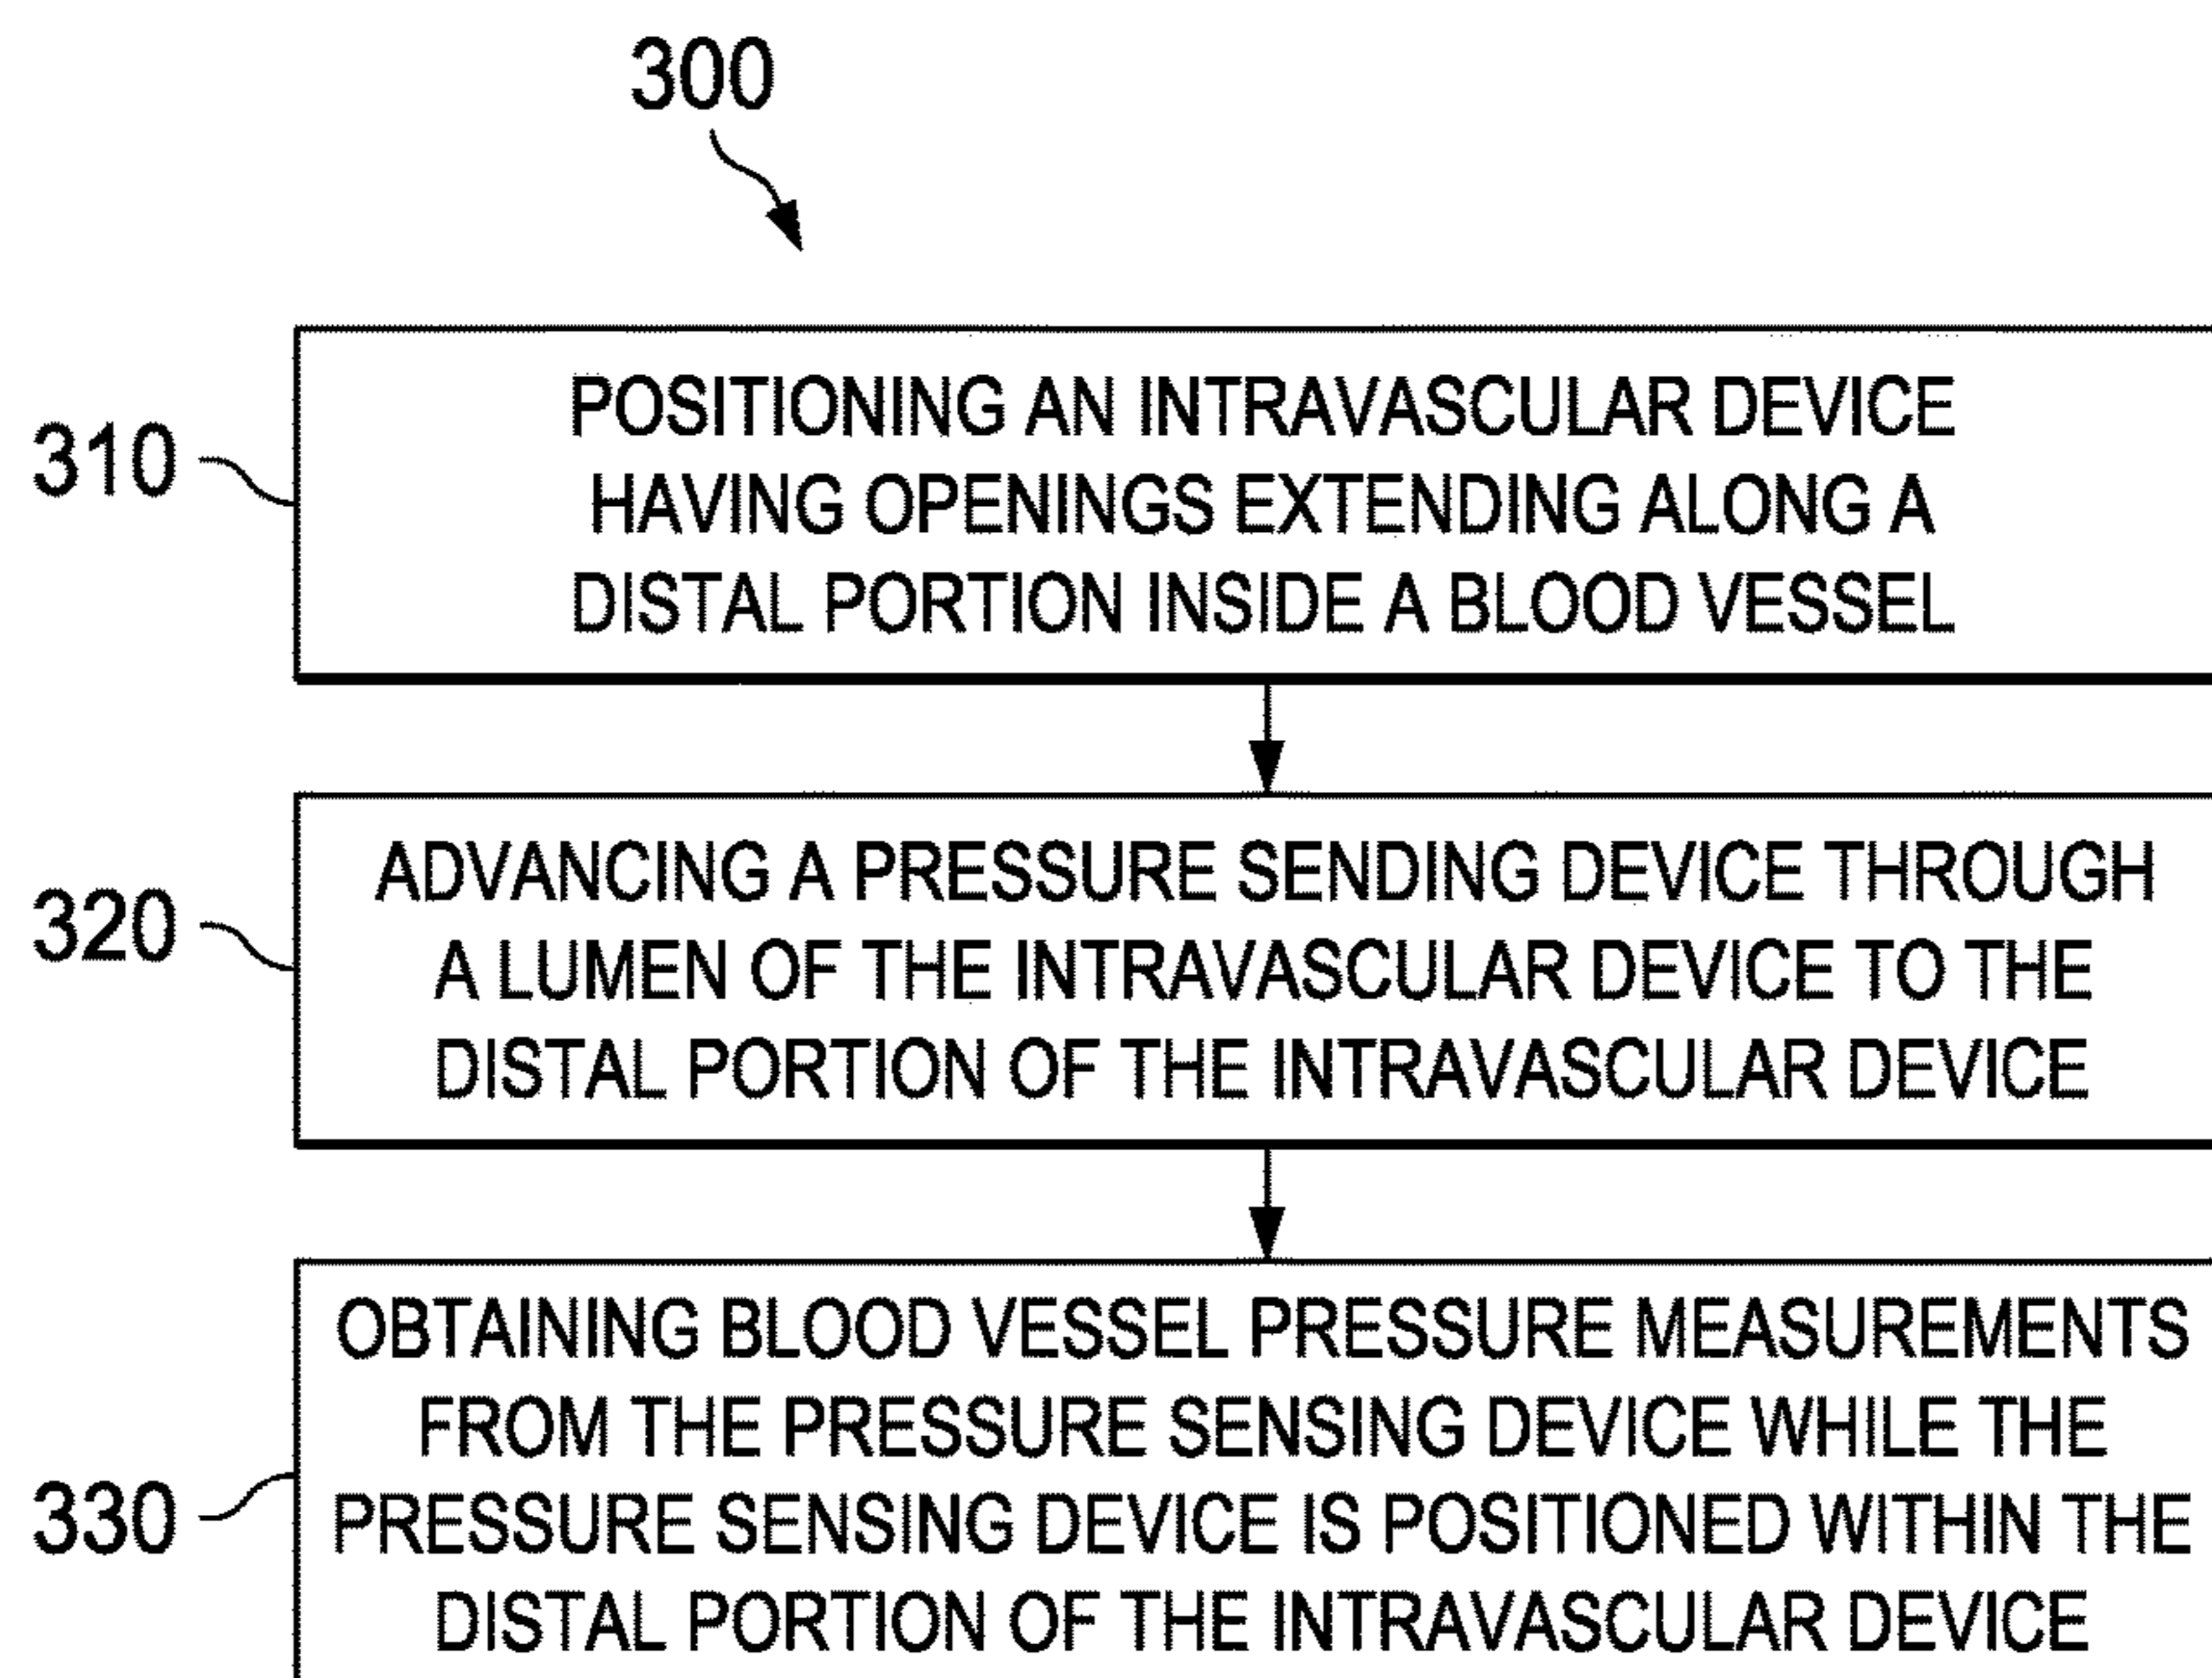 300
310
POSITIONING AN INTRAVASCULAR DEVICE
HAVING OPENINGS EXTENDING ALONG A
DISTAL PORTION INSIDE A BLOOD VESSEL
320
ADVANCING A PRESSURE SENDING DEVICE THROUGH
A LUMEN OF THE INTRAVASCULAR DEVICE TO THE
DISTAL PORTION OF THE INTRAVASCULAR DEVICE
330
OBTAINING BLOOD VESSEL PRESSURE MEASUREMENTS
FROM THE PRESSURE SENSING DEVICE WHILE THE
PRESSURE SENSING DEVICE IS POSITIONED WITHIN THE
DISTAL PORTION OF THE INTRAVASCULAR DEVICE